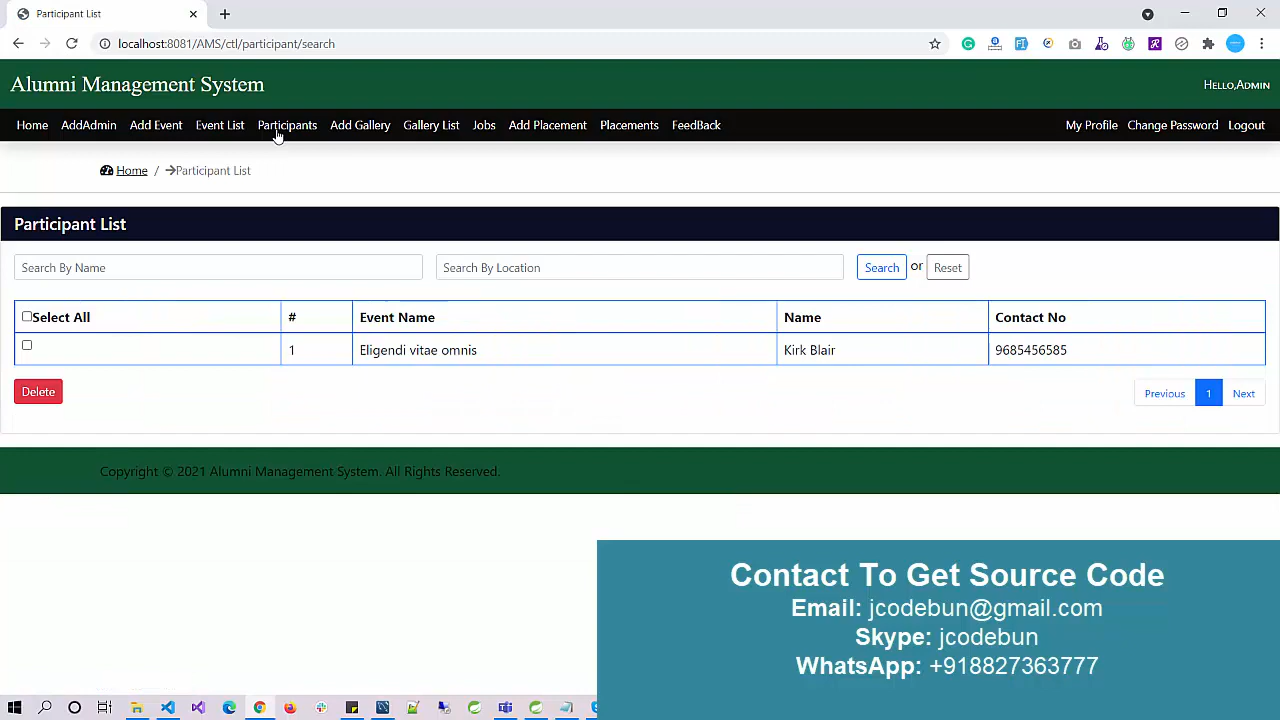 Participant List
localhost:8081/AMS/ctl/participant/search
Alumni Management System
Hello,Admin
Home AddAdmin Add Event Event List Participants Add Gallery Gallery List Jobs Add Placement Placements FeedBack My Profile Change Password Logout
Home / Participant List
Participant List
Search By Name Search By Location Search or Reset
Select All # Event Name Name Contact No
1 Eligendi vitae omnis Kirk Blair 9685456585
Delete Previous 1 Next
Copyright © 2021 Alumni Management System. All Rights Reserved.
Contact To Get Source Code
Email: jcodebun@gmail.com
Skype: jcodebun
WhatsApp: +918827363777